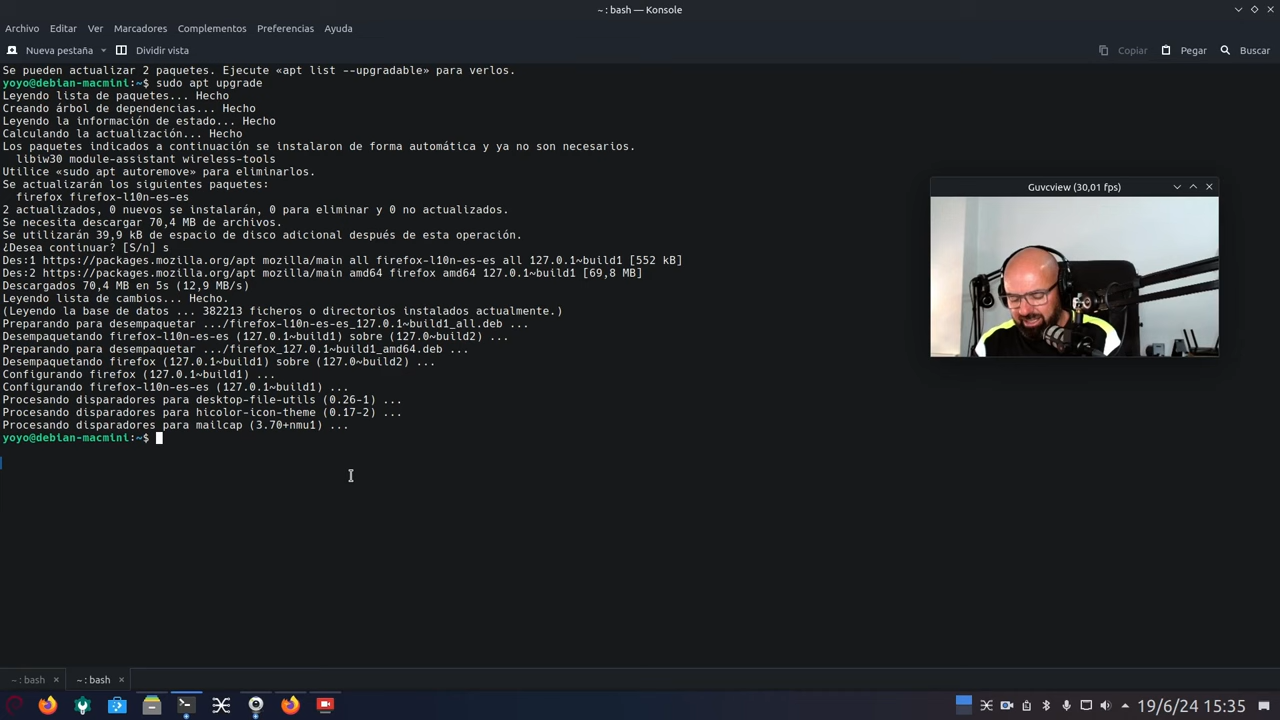 ~ : bash — Konsole
Archivo Editar Ver Marcadores Complementos Preferencias Ayuda
Nueva pestaña Dividir vista Copiar Pegar Buscar
Se pueden actualizar 2 paquetes. Ejecute «apt list --upgradable» para verlos.
yoyo@debian-macmini:~$ sudo apt upgrade
Leyendo lista de paquetes... Hecho
Creando árbol de dependencias... Hecho
Leyendo la información de estado... Hecho
Calculando la actualización... Hecho
Los paquetes indicados a continuación se instalaron de forma automática y ya no son necesarios.
libiw30 module-assistant wireless-tools
Utilice «sudo apt autoremove» para eliminarlos.
Se actualizarán los siguientes paquetes:
firefox firefox-l10n-es-es
2 actualizados, 0 nuevos se instalarán, 0 para eliminar y 0 no actualizados.
Se necesita descargar 70,4 MB de archivos.
Se utilizarán 39,9 kB de espacio de disco adicional después de esta operación.
¿Desea continuar? [S/n] s
Des:1 https://packages.mozilla.org/apt mozilla/main all firefox-l10n-es-es all 127.0.1~build1 [552 kB]
Des:2 https://packages.mozilla.org/apt mozilla/main amd64 firefox amd64 127.0.1~build1 [69,8 MB]
Descargados 70,4 MB en 5s (12,9 MB/s)
Leyendo lista de cambios... Hecho.
(Leyendo la base de datos ... 382213 ficheros o directorios instalados actualmente.)
Preparando para desempaquetar .../firefox-l10n-es-es_127.0.1~build1_all.deb ...
Desempaquetando firefox-l10n-es-es (127.0.1~build1) sobre (127.0~build2) ...
Preparando para desempaquetar .../firefox_127.0.1~build1_amd64.deb ...
Desempaquetando firefox (127.0.1~build1) sobre (127.0~build2) ...
Configurando firefox (127.0.1~build1) ...
Configurando firefox-l10n-es-es (127.0.1~build1) ...
Procesando disparadores para desktop-file-utils (0.26-1) ...
Procesando disparadores para hicolor-icon-theme (0.17-2) ...
Procesando disparadores para mailcap (3.70+nmu1) ...
yoyo@debian-macmini:~$
Guvcview (30,01 fps)
~ : bash ~ : bash
19/6/24 15:35